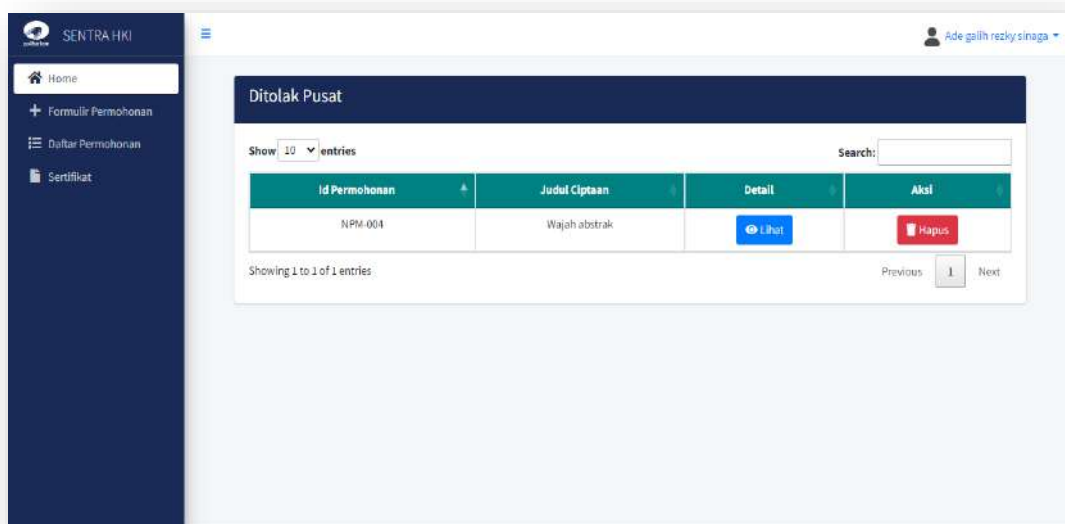 SENTRA HKI
Ade galih rezky sinaga
Home
Formulir Permohonan
Daftar Permohonan
Sertifikat
Ditolak Pusat
Show 10 entries
Search:
Id Permohonan Judul Ciptaan Detail Aksi
NPM-004 Wajah abstrak Lihat Hapus
Showing 1 to 1 of 1 entries
Previous 1 Next